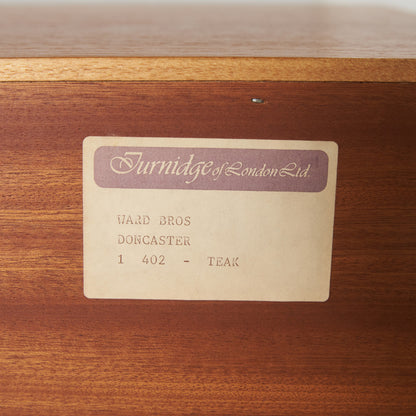 Turnidge of London Ltd.
WARD BROS
DONCASTER
1 402 - TEAK